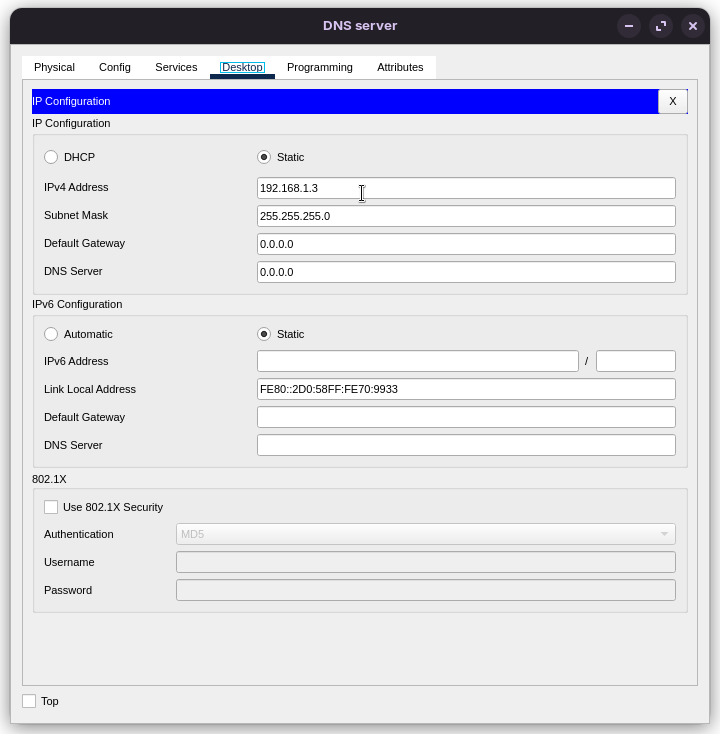 DNS server
Physical Config Services Desktop Programming Attributes
IP Configuration X
IP Configuration
DHCP Static
IPv4 Address 192.168.1.3
Subnet Mask 255.255.255.0
Default Gateway 0.0.0.0
DNS Server 0.0.0.0
IPv6 Configuration
Automatic Static
IPv6 Address /
Link Local Address FE80::2D0:58FF:FE70:9933
Default Gateway
DNS Server
802.1X
Use 802.1X Security
Authentication MD5
Username
Password
Top